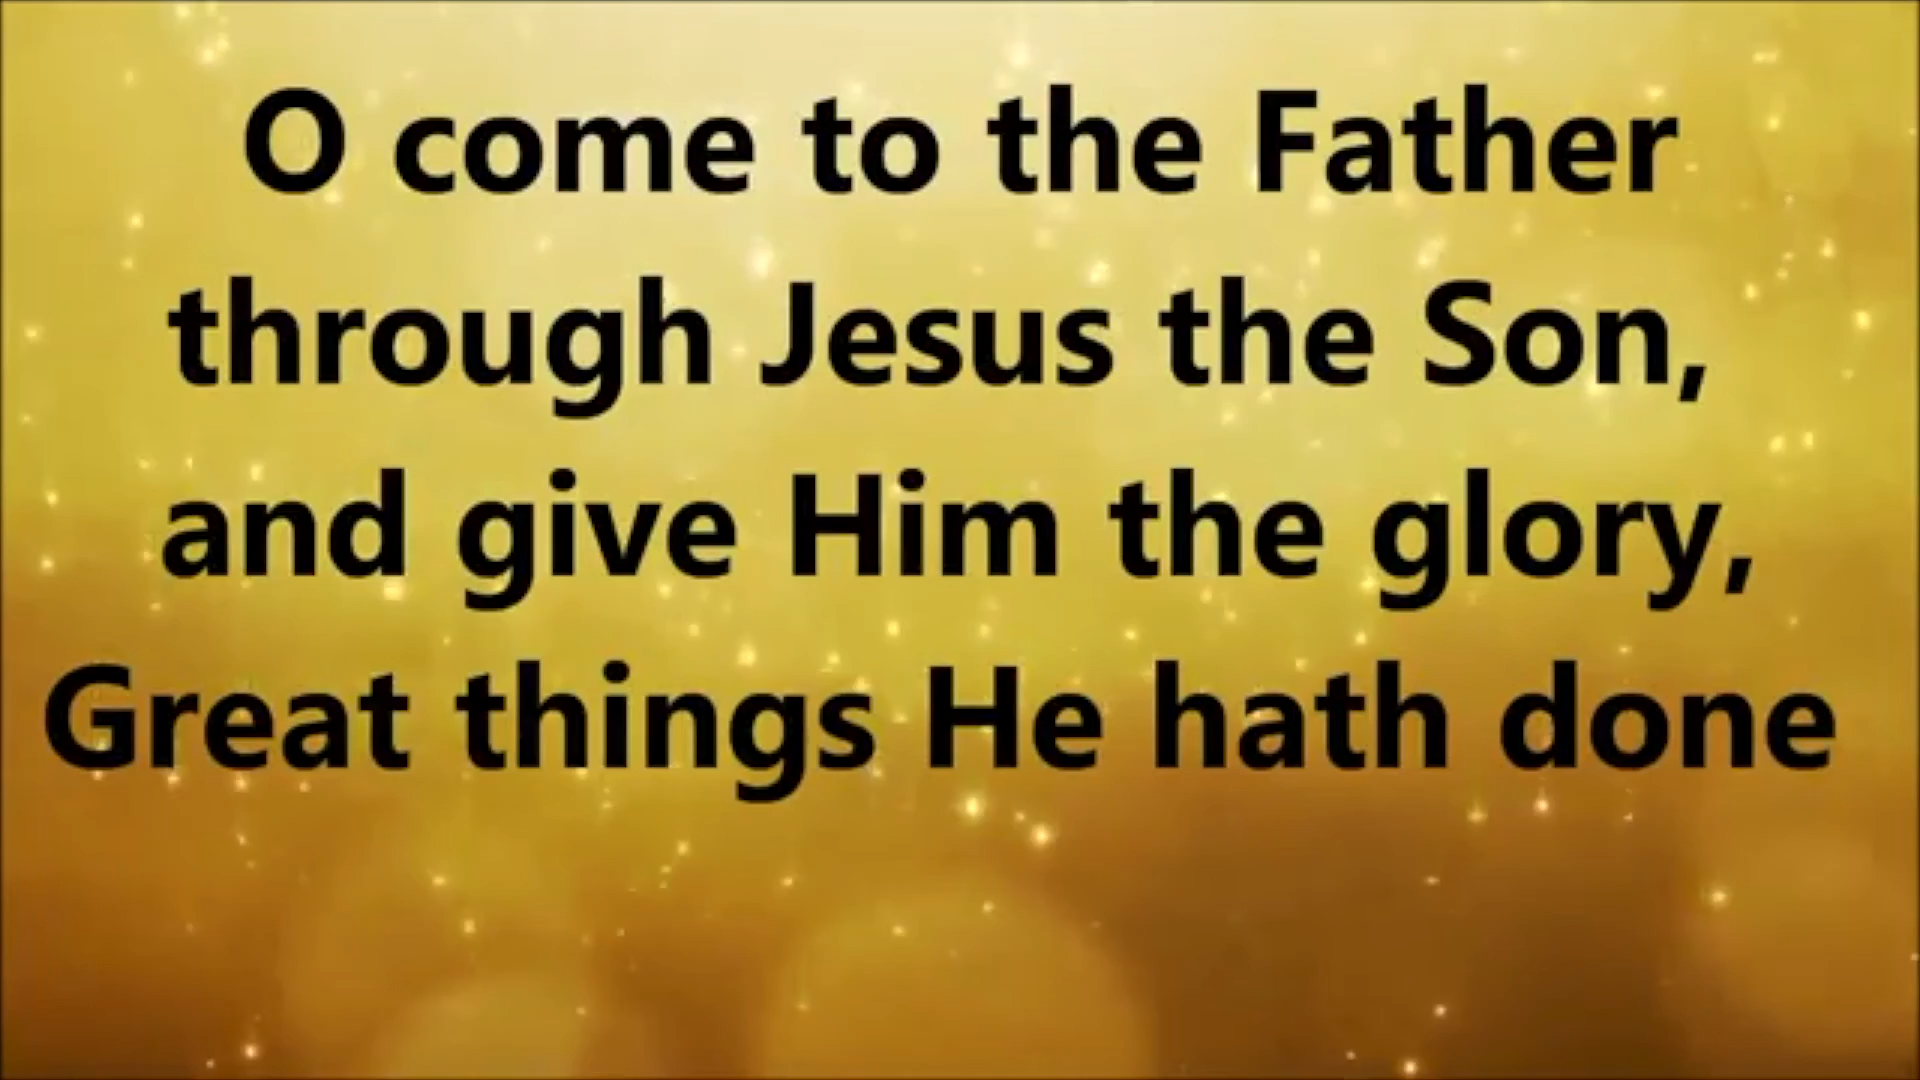 O come to the Father
through Jesus the Son,
and give Him the glory,
Great things He hath done